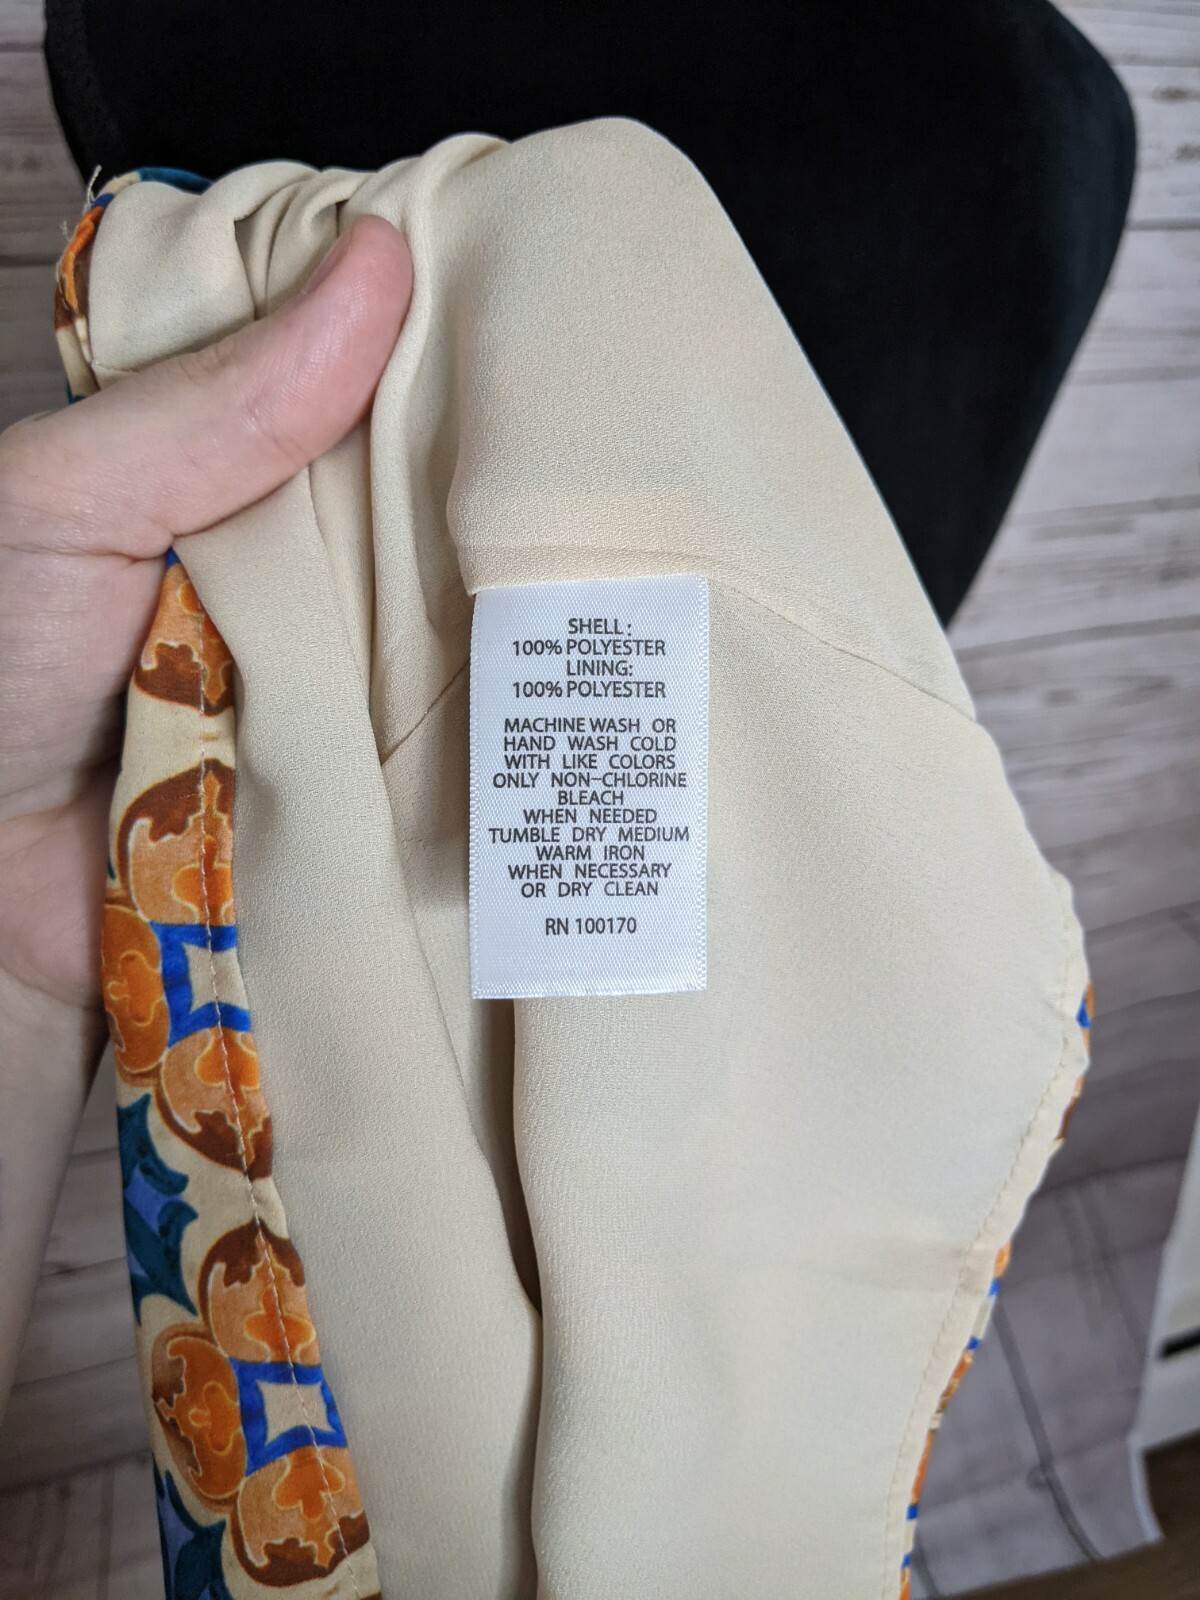 SHELL:
100% POLYESTER
LINING:
100% POLYESTER
MACHINE WASH OR
HAND WASH COLD
WITH LIKE COLORS
ONLY NON-CHLORINE
BLEACH
WHEN NEEDED
TUMBLE DRY MEDIUM
WARM IRON
WHEN NECESSARY
OR DRY CLEAN
RN 100170